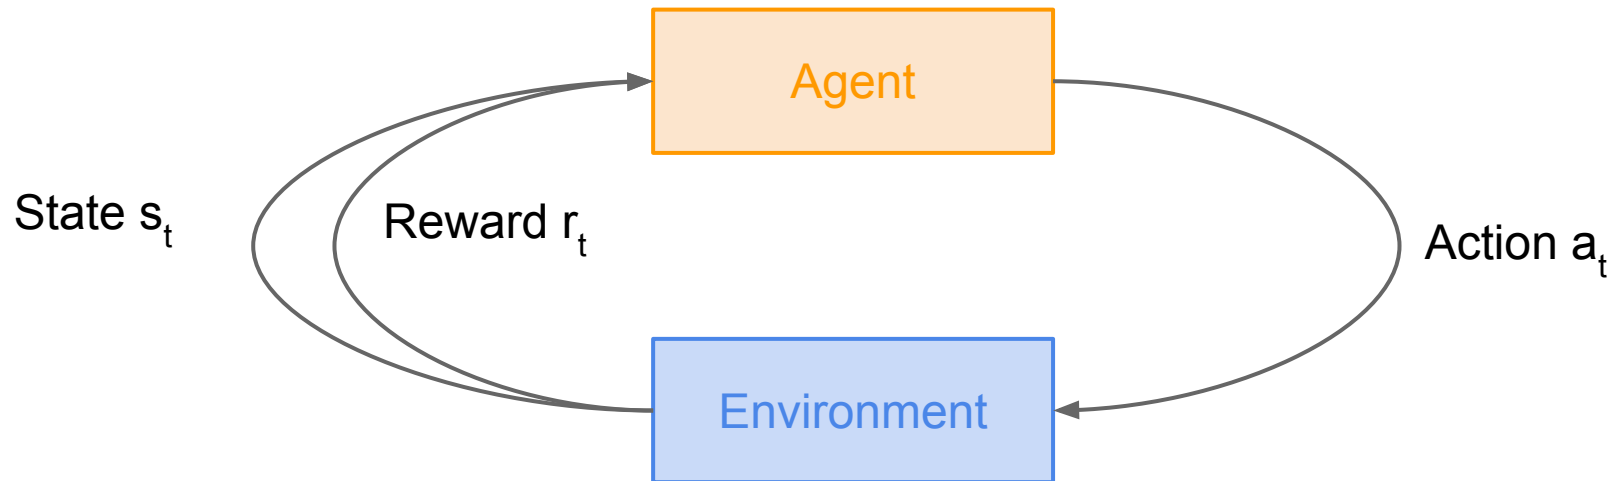 Agent
State sₜ
Reward rₜ
Action aₜ
Environment